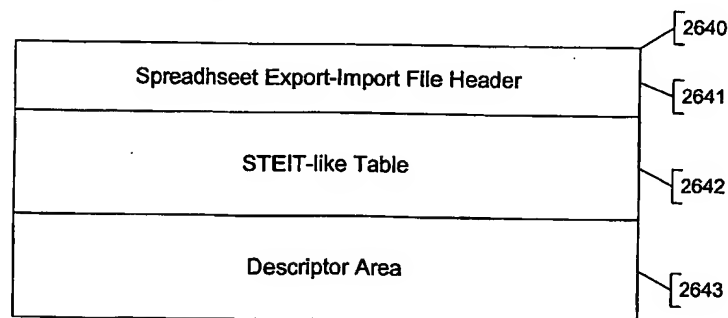 2640
Spreadhseet Export-Import File Header
2641
STEIT-like Table
2642
Descriptor Area
2643